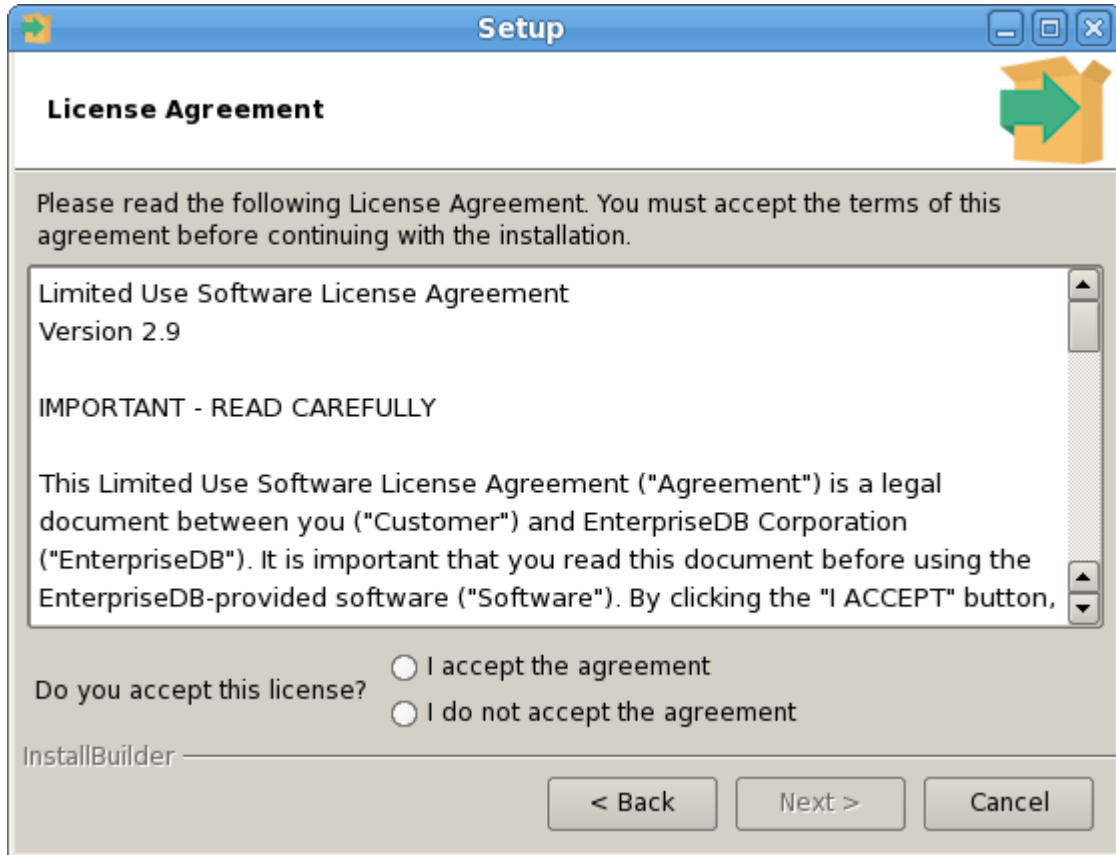 Setup
License Agreement
Please read the following License Agreement. You must accept the terms of this
agreement before continuing with the installation.
Limited Use Software License Agreement
Version 2.9
IMPORTANT - READ CAREFULLY
This Limited Use Software License Agreement ("Agreement") is a legal
document between you ("Customer") and EnterpriseDB Corporation
("EnterpriseDB"). It is important that you read this document before using the
EnterpriseDB-provided software ("Software"). By clicking the "I ACCEPT" button,
Do you accept this license?
I accept the agreement
I do not accept the agreement
InstallBuilder
< Back
Next >
Cancel